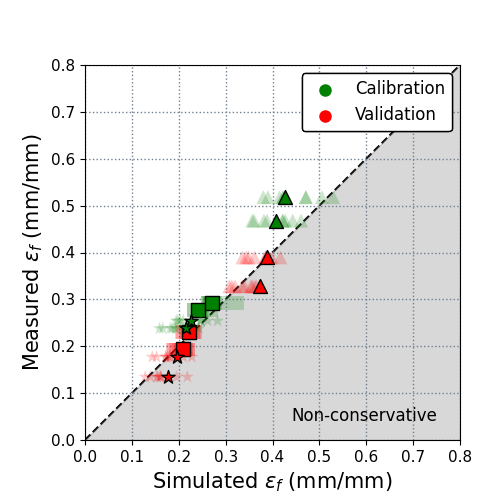 0.8
0.7
0.6
0.5
0.4
0.3
0.2
0.1
0.0
Measured εf (mm/mm)
Calibration
Validation
Non-conservative
0.0 0.1 0.2 0.3 0.4 0.5 0.6 0.7 0.8
Simulated εf (mm/mm)